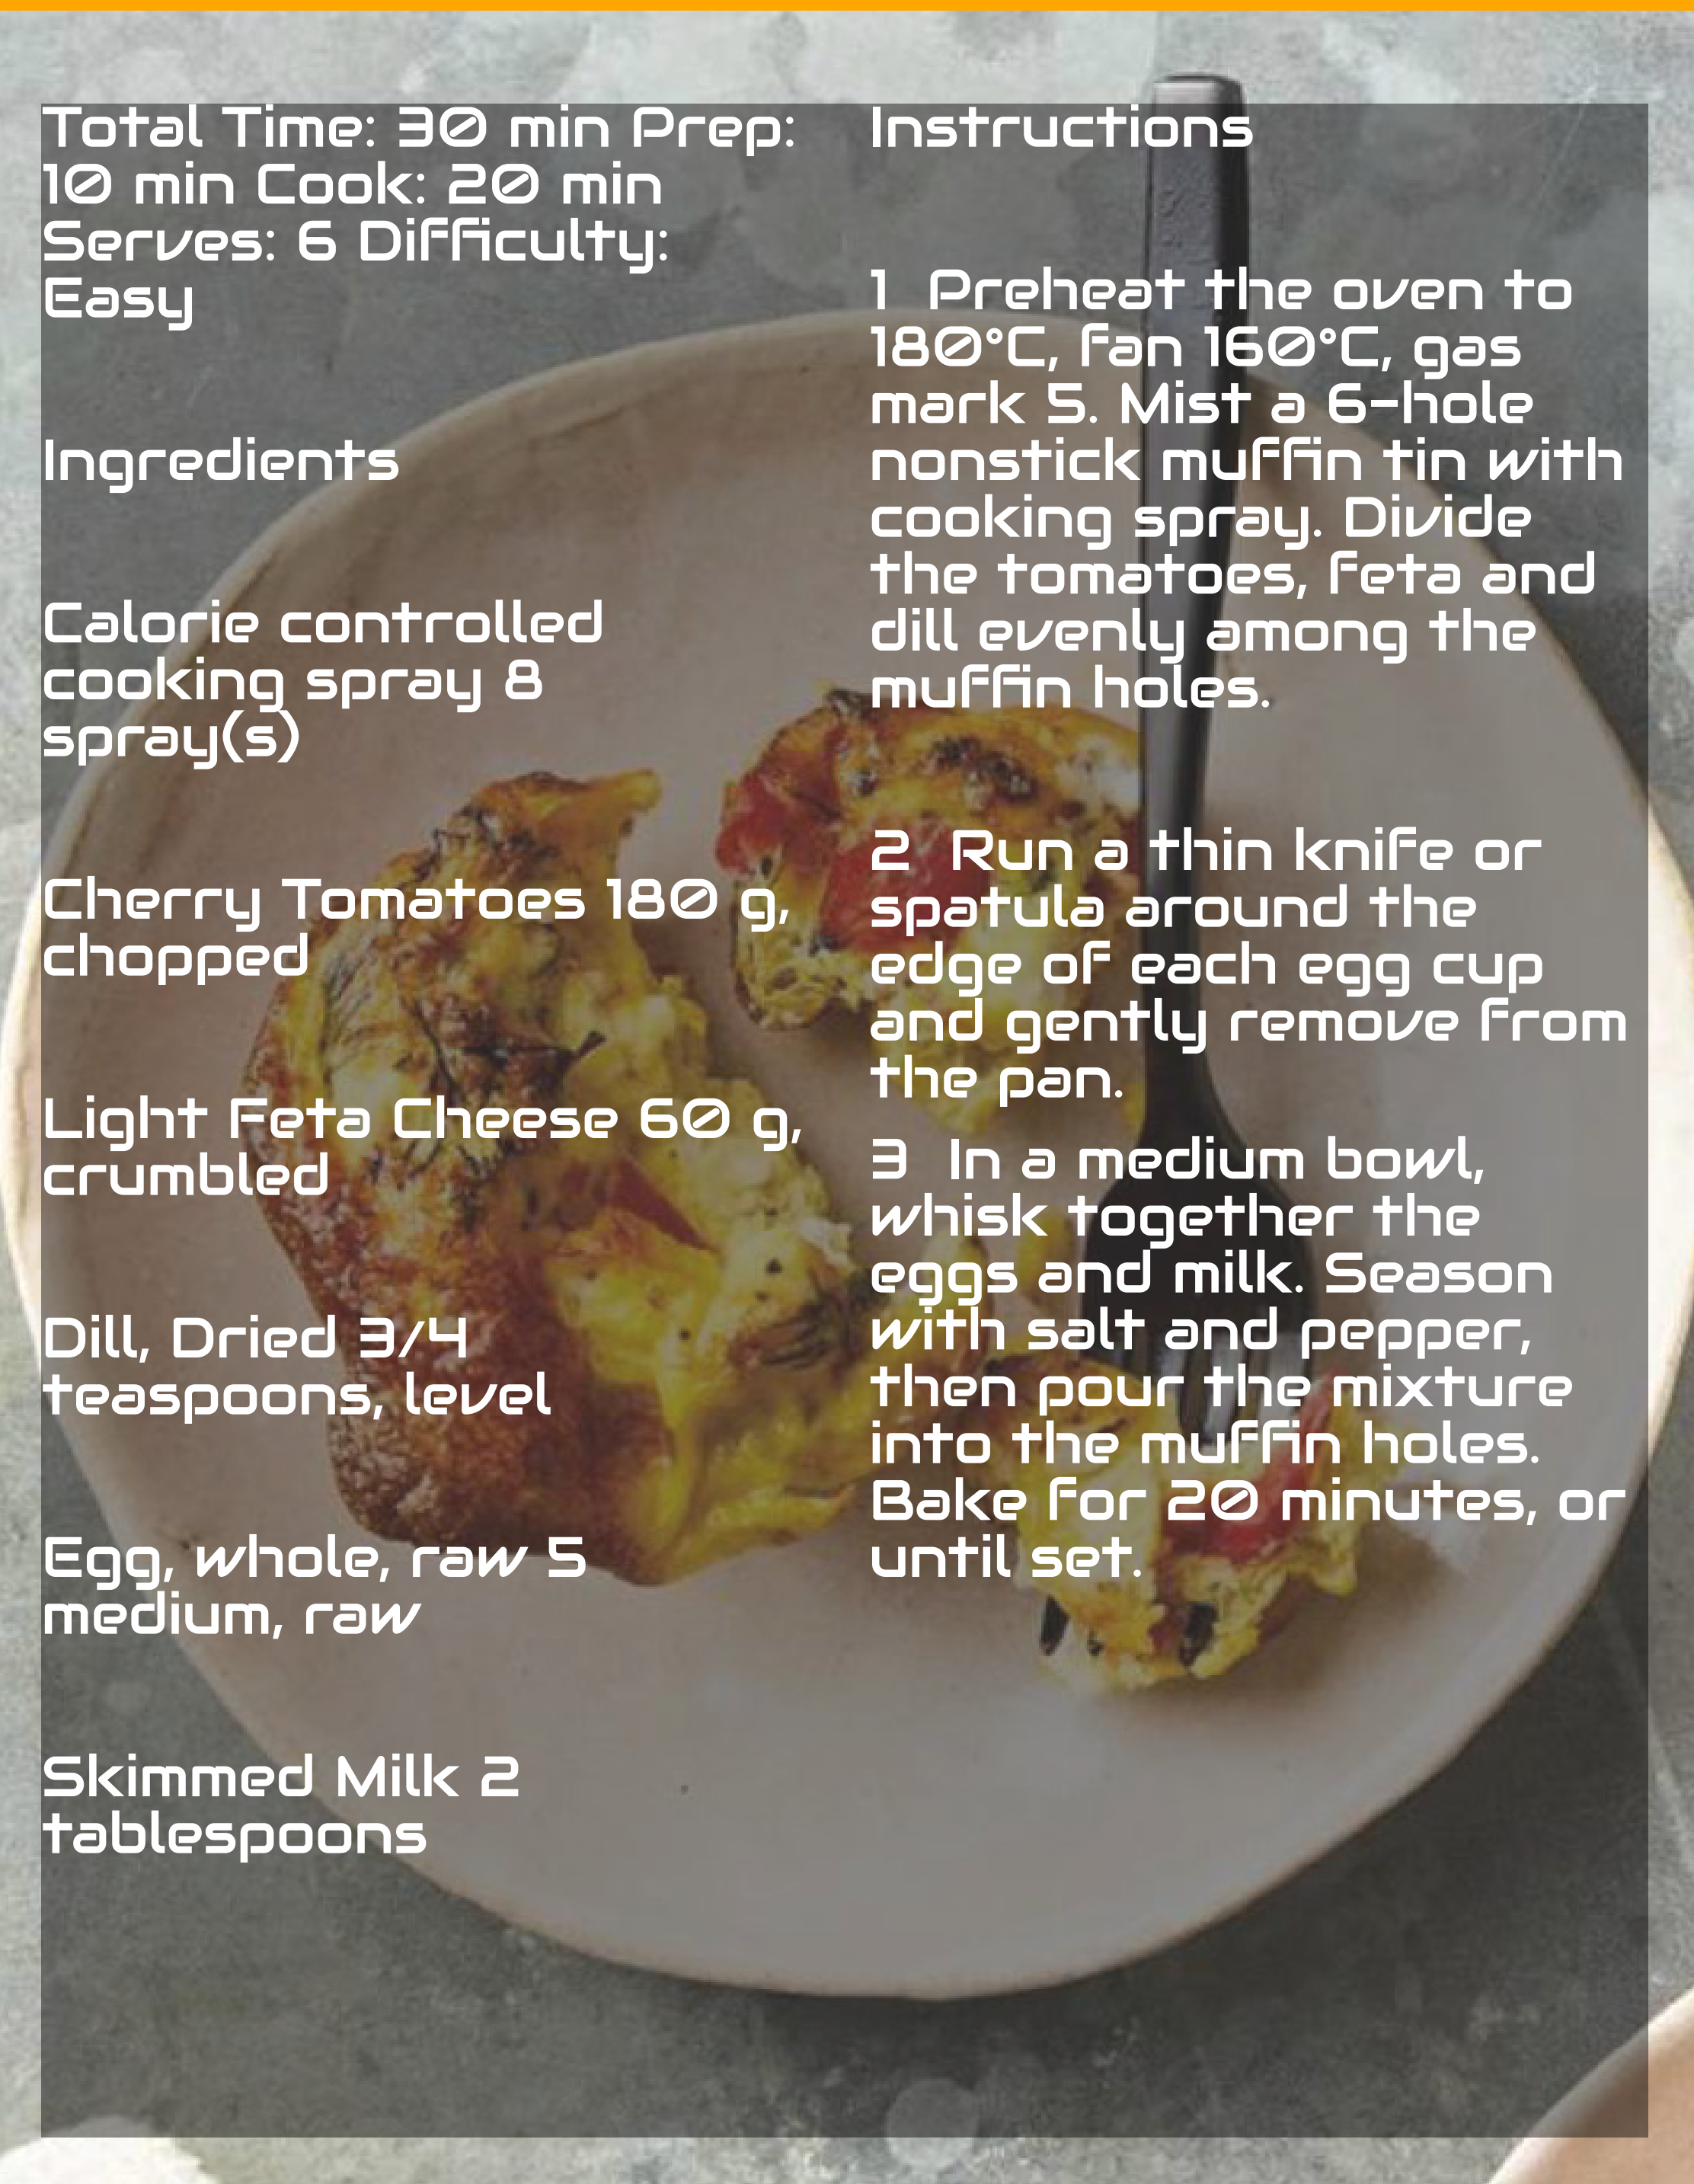 Total Time: 30 min Prep:
10 min Cook: 20 min
Serves: 6 Difficulty:
Easy
Ingredients
Calorie controlled
cooking spray 8
spray(s)
Cherry Tomatoes 180 g,
chopped
Light Feta Cheese 60 g,
crumbled
Dill, Dried 3/4
teaspoons, level
Egg, whole, raw 5
medium, raw
Skimmed Milk 2
tablespoons
Instructions
1 Preheat the oven to
180°C, fan 160°C, gas
mark 5. Mist a 6-hole
nonstick muffin tin with
cooking spray. Divide
the tomatoes, feta and
dill evenly among the
muffin holes.
2 Run a thin knife or
spatula around the
edge of each egg cup
and gently remove from
the pan.
3 In a medium bowl,
whisk together the
eggs and milk. Season
with salt and pepper,
then pour the mixture
into the muffin holes.
Bake for 20 minutes, or
until set.